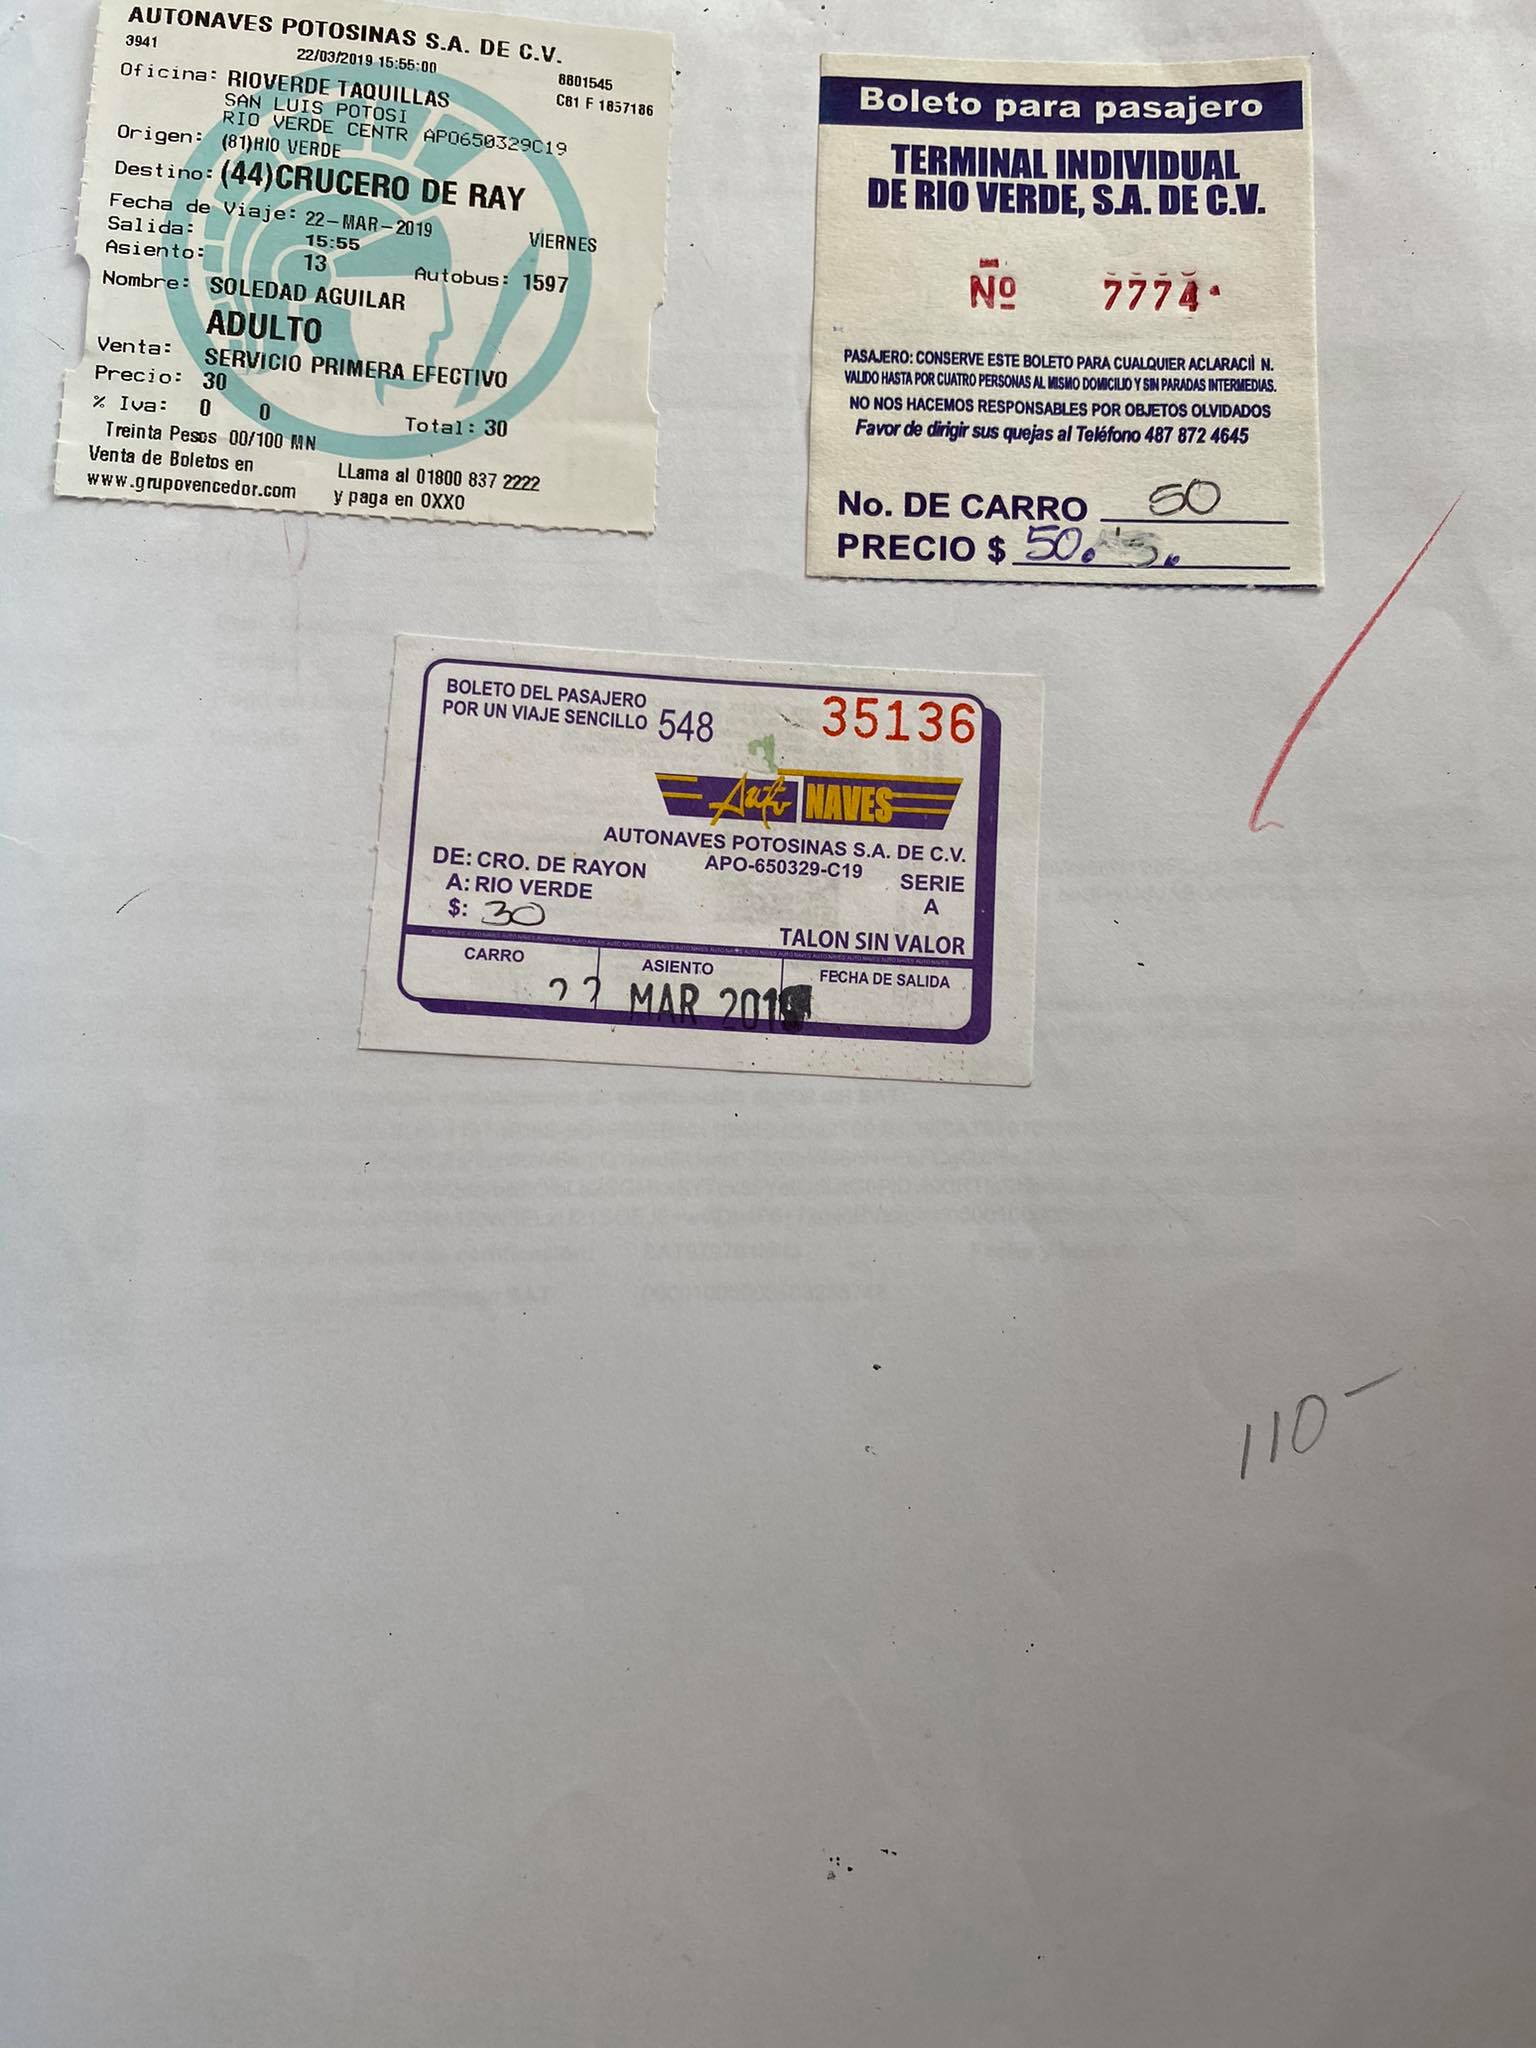 AUTONAVES POTOSINAS S.A. DE C.V.
3941
22/03/2019 15:55:00
8801545
Oficina: RIOVERDE TAQUILLAS
C81 F 1857186
SAN LUIS POTOSI
RIO VERDE CENTR APO650329C19
Origen: (81)RIO VERDE
Destino: (44)CRUCERO DE RAY
Fecha de Viaje: 22-MAR-2019
VIERNES
Salida: 15:55
Asiento: 13
Autobus: 1597
Nombre: SOLEDAD AGUILAR
ADULTO
Venta: SERVICIO PRIMERA EFECTIVO
Precio: 30
% Iva: 0 0
Total: 30
Treinta Pesos 00/100 MN
Venta de Boletos en
www.grupovencedor.com
LLama al 01800 837 2222
y paga en OXXO
Boleto para pasajero
TERMINAL INDIVIDUAL
DE RIO VERDE, S.A. DE C.V.
Nº 7774
PASAJERO: CONSERVE ESTE BOLETO PARA CUALQUIER ACLARACIÌ N.
VALIDO HASTA POR CUATRO PERSONAS AL MISMO DOMICILIO Y SIN PARADAS INTERMEDIAS.
NO NOS HACEMOS RESPONSABLES POR OBJETOS OLVIDADOS
Favor de dirigir sus quejas al Teléfono 487 872 4645
No. DE CARRO 50
PRECIO $ 50.
BOLETO DEL PASAJERO
POR UN VIAJE SENCILLO 548
35136
Auto NAVES
AUTONAVES POTOSINAS S.A. DE C.V.
APO-650329-C19
DE: CRO. DE RAYON
A: RIO VERDE
$: 30
SERIE
A
TALON SIN VALOR
CARRO
ASIENTO
FECHA DE SALIDA
22 MAR 2019
110-